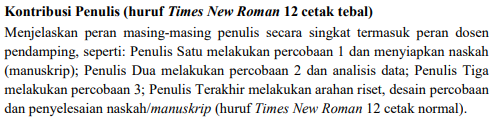 Kontribusi Penulis (huruf Times New Roman 12 cetak tebal)
Menjelaskan peran masing-masing penulis secara singkat termasuk peran dosen
pendamping, seperti: Penulis Satu melakukan percobaan 1 dan menyiapkan naskah
(manuskrip); Penulis Dua melakukan percobaan 2 dan analisis data; Penulis Tiga
melakukan percobaan 3; Penulis Terakhir melakukan arahan riset, desain percobaan
dan penyelesaian naskah/manuskrip (huruf Times New Roman 12 cetak normal).